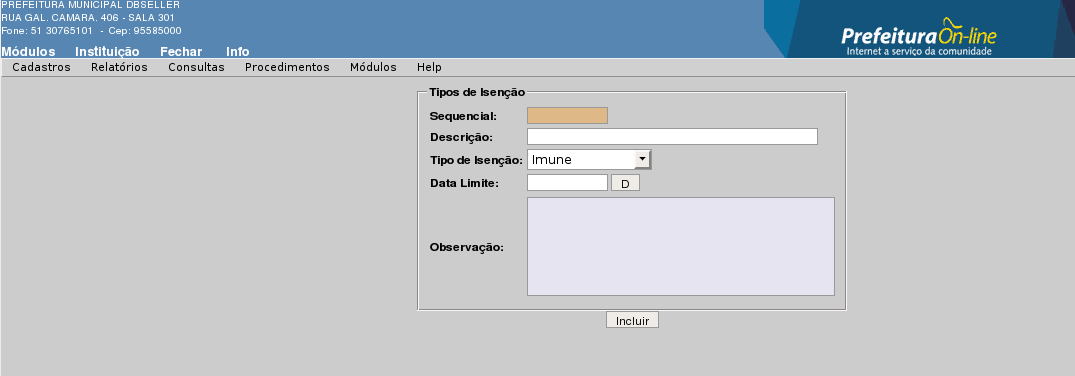 PREFEITURA MUNICIPAL DBSELLER
RUA GAL. CAMARA. 406 - SALA 301
Fone: 51 30765101 - Cep: 95585000
Prefeitura On-line
Internet a serviço da comunidade
Módulos Instituição Fechar Info
Cadastros Relatórios Consultas Procedimentos Módulos Help
Tipos de Isenção
Sequencial:
Descrição:
Tipo de Isenção: Imune
Data Limite: D
Observação:
Incluir